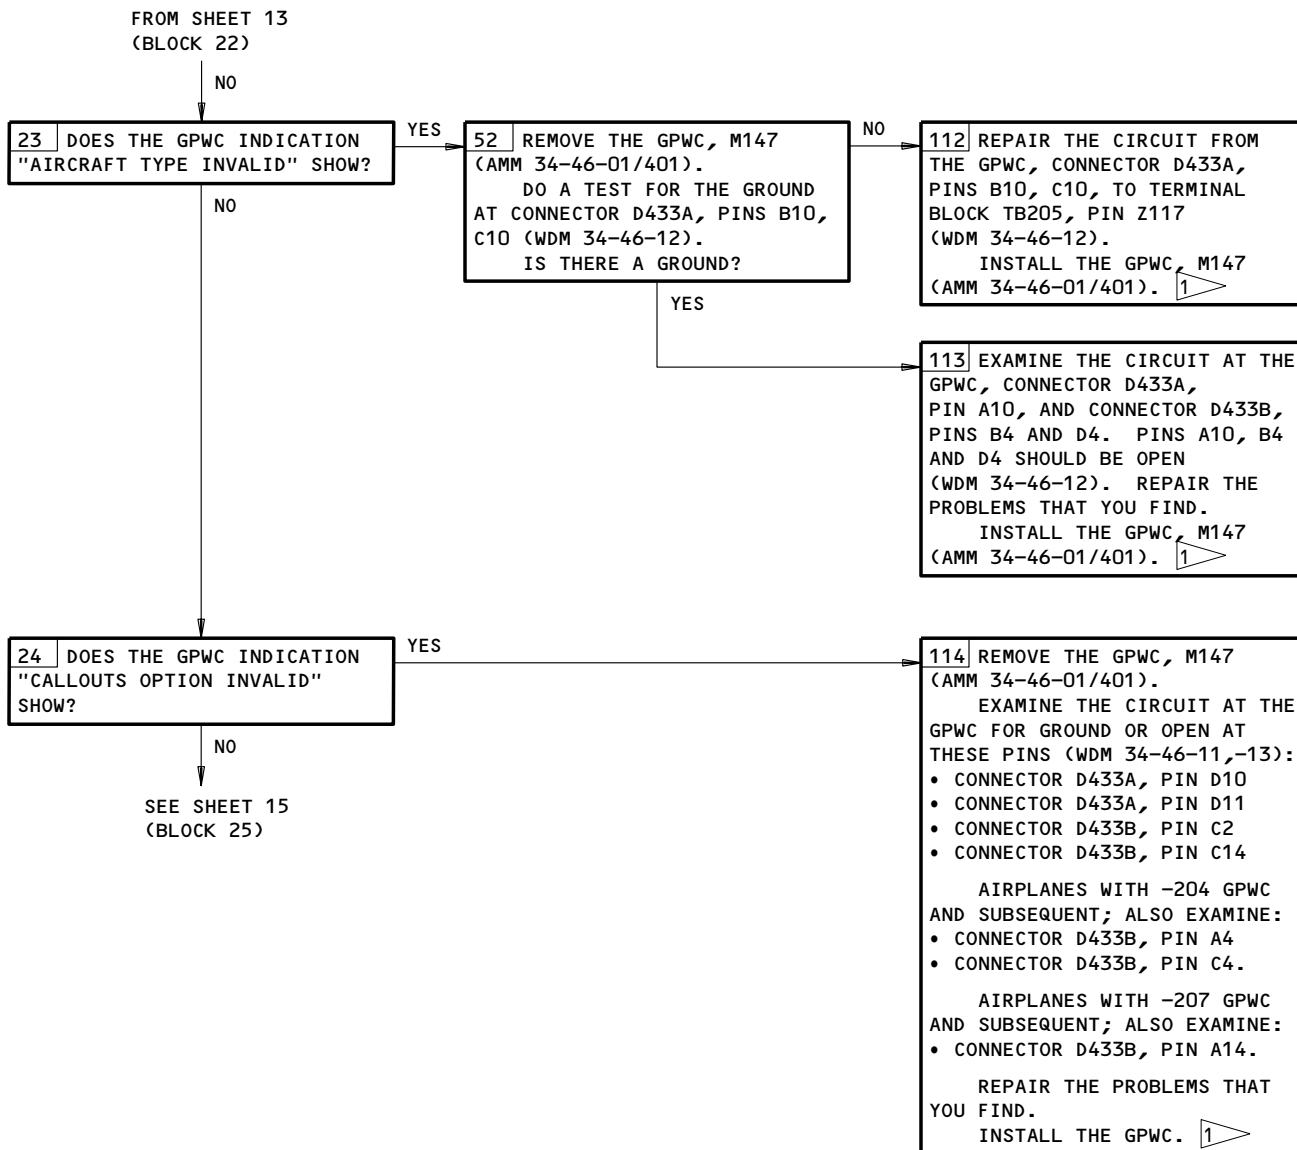 FROM SHEET 13
(BLOCK 22)
NO
23 DOES THE GPWC INDICATION
"AIRCRAFT TYPE INVALID" SHOW?
YES
NO
52 REMOVE THE GPWC, M147
(AMM 34-46-01/401).
DO A TEST FOR THE GROUND
AT CONNECTOR D433A, PINS B10,
C10 (WDM 34-46-12).
IS THERE A GROUND?
NO
YES
112 REPAIR THE CIRCUIT FROM
THE GPWC, CONNECTOR D433A,
PINS B10, C10, TO TERMINAL
BLOCK TB205, PIN Z117
(WDM 34-46-12).
INSTALL THE GPWC, M147
(AMM 34-46-01/401). 1
113 EXAMINE THE CIRCUIT AT THE
GPWC, CONNECTOR D433A,
PIN A10, AND CONNECTOR D433B,
PINS B4 AND D4. PINS A10, B4
AND D4 SHOULD BE OPEN
(WDM 34-46-12). REPAIR THE
PROBLEMS THAT YOU FIND.
INSTALL THE GPWC, M147
(AMM 34-46-01/401). 1
24 DOES THE GPWC INDICATION
"CALLOUTS OPTION INVALID"
SHOW?
YES
NO
SEE SHEET 15
(BLOCK 25)
114 REMOVE THE GPWC, M147
(AMM 34-46-01/401).
EXAMINE THE CIRCUIT AT THE
GPWC FOR GROUND OR OPEN AT
THESE PINS (WDM 34-46-11,-13):
• CONNECTOR D433A, PIN D10
• CONNECTOR D433A, PIN D11
• CONNECTOR D433B, PIN C2
• CONNECTOR D433B, PIN C14
AIRPLANES WITH -204 GPWC
AND SUBSEQUENT; ALSO EXAMINE:
• CONNECTOR D433B, PIN A4
• CONNECTOR D433B, PIN C4.
AIRPLANES WITH -207 GPWC
AND SUBSEQUENT; ALSO EXAMINE:
• CONNECTOR D433B, PIN A14.
REPAIR THE PROBLEMS THAT
YOU FIND.
INSTALL THE GPWC. 1